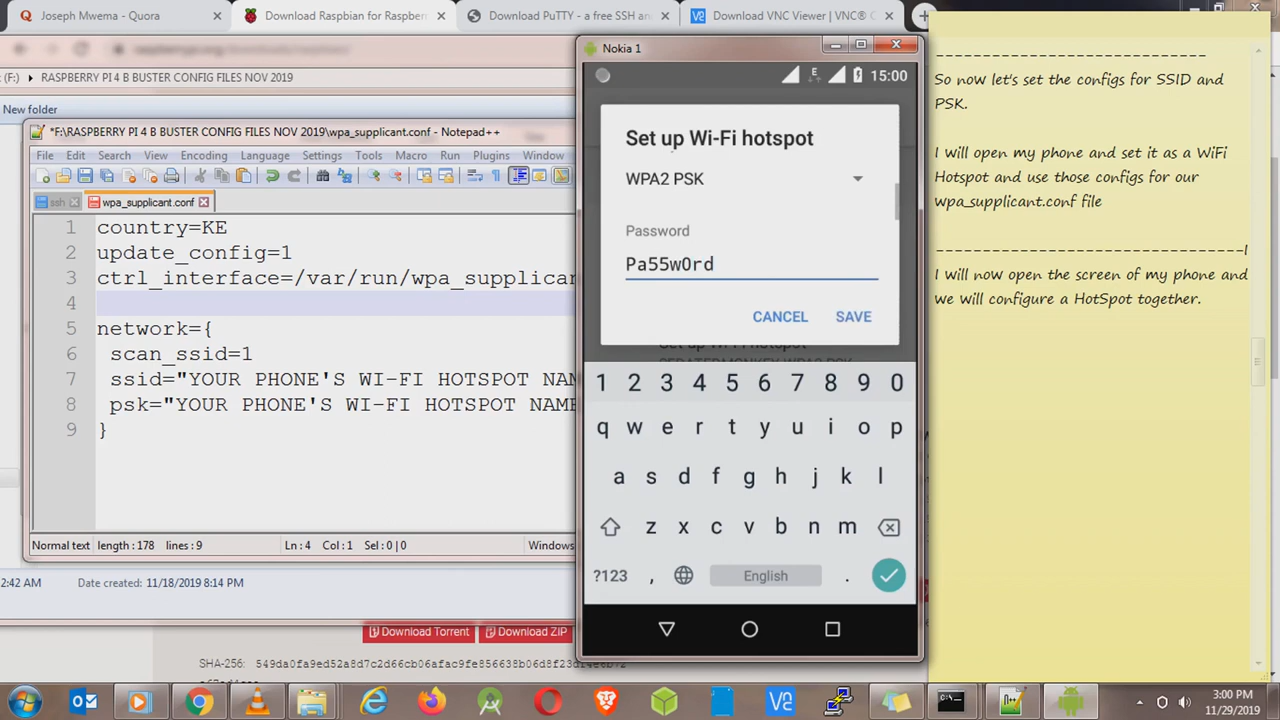 Joseph Mwema - Quora
Download Raspbian for Raspber
Download PuTTY - a free SSH an
Download VNC Viewer | VNC® C
(F:)
RASPBERRY PI 4 B BUSTER CONFIG FILES NOV 2019
New folder
*F:\RASPBERRY PI 4 B BUSTER CONFIG FILES NOV 2019\wpa_supplicant.conf - Notepad++
File Edit Search View Encoding Language Settings Tools Macro Run Plugins Window
ssh
wpa_supplicant.conf
1 country=KE
2 update_config=1
3 ctrl_interface=/var/run/wpa_supplican
4
5 network={
6 scan_ssid=1
7 ssid="YOUR PHONE'S WI-FI HOTSPOT NAM
8 psk="YOUR PHONE'S WI-FI HOTSPOT NAME
9 }
Normal text length : 178 lines : 9 Ln : 4 Col : 1 Sel : 0 | 0 Windows
2:42 AM Date created: 11/18/2019 8:14 PM
Download Torrent
Download ZIP
SHA-256:
Nokia 1
E
15:00
Set up Wi-Fi hotspot
WPA2 PSK
Password
Pa55w0rd
CANCEL SAVE
1 2 3 4 5 6 7 8 9 0
q w e r t y u i o p
a s d f g h j k l
z x c v b n m
?123 , English .
-----------------------------
So now let's set the configs for SSID and
PSK.
I will open my phone and set it as a WiFi
Hotspot and use those configs for our
wpa_supplicant.conf file
---------------------------------
I will now open the screen of my phone and
we will configure a HotSpot together.
3:00 PM
11/29/2019